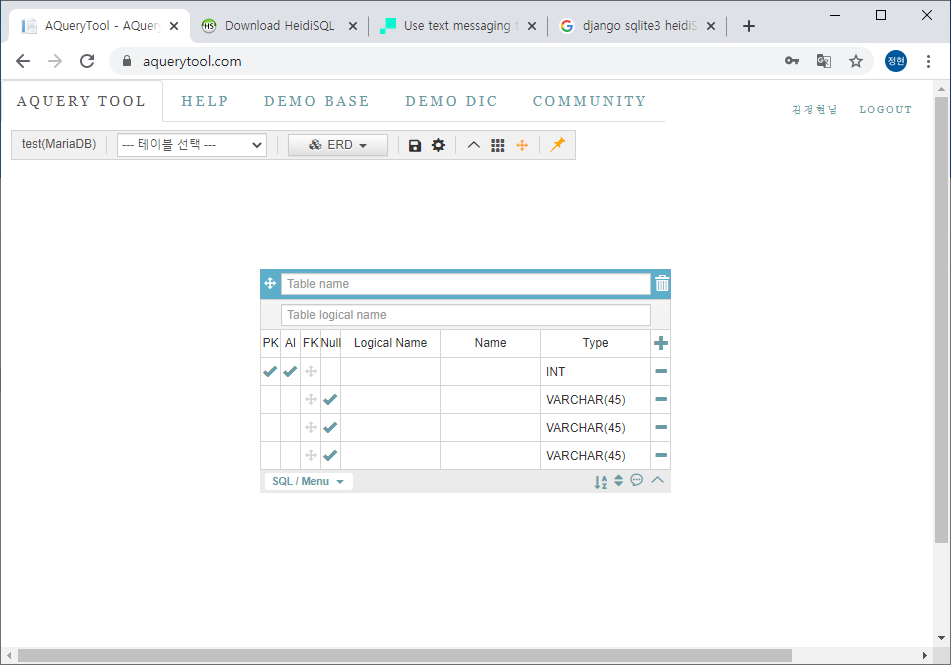 AQueryTool - AQuery
Download HeidiSQL
Use text messaging t
django sqlite3 heidiS
aquerytool.com
정현
AQUERY TOOL
HELP
DEMO BASE
DEMO DIC
COMMUNITY
김정현님
LOGOUT
test(MariaDB)
--- 테이블 선택 ---
ERD
Table name
Table logical name
PK AI FK Null Logical Name Name Type
INT
VARCHAR(45)
VARCHAR(45)
VARCHAR(45)
SQL / Menu